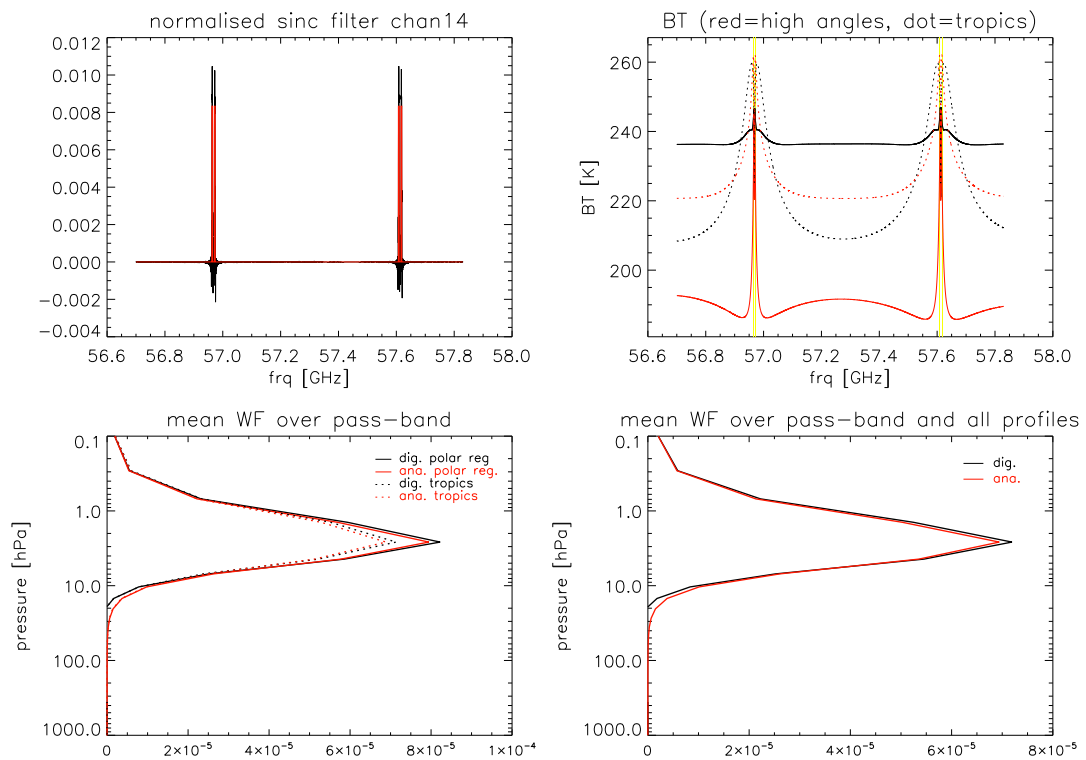 normalised sinc filter chan14
0.012
0.010
0.008
0.006
0.004
0.002
0.000
−0.002
−0.004
56.6 56.8 57.0 57.2 57.4 57.6 57.8 58.0
frq [GHz]
BT (red=high angles, dot=tropics)
BT [K]
260
240
220
200
56.6 56.8 57.0 57.2 57.4 57.6 57.8 58.0
frq [GHz]
mean WF over pass−band
pressure [hPa]
0.1
1.0
10.0
100.0
1000.0
dig. polar reg
ana. polar reg.
dig. tropics
ana. tropics
0 2×10⁻⁵ 4×10⁻⁵ 6×10⁻⁵ 8×10⁻⁵ 1×10⁻⁴
mean WF over pass−band and all profiles
pressure [hPa]
0.1
1.0
10.0
100.0
1000.0
dig.
ana.
0 2×10⁻⁵ 4×10⁻⁵ 6×10⁻⁵ 8×10⁻⁵